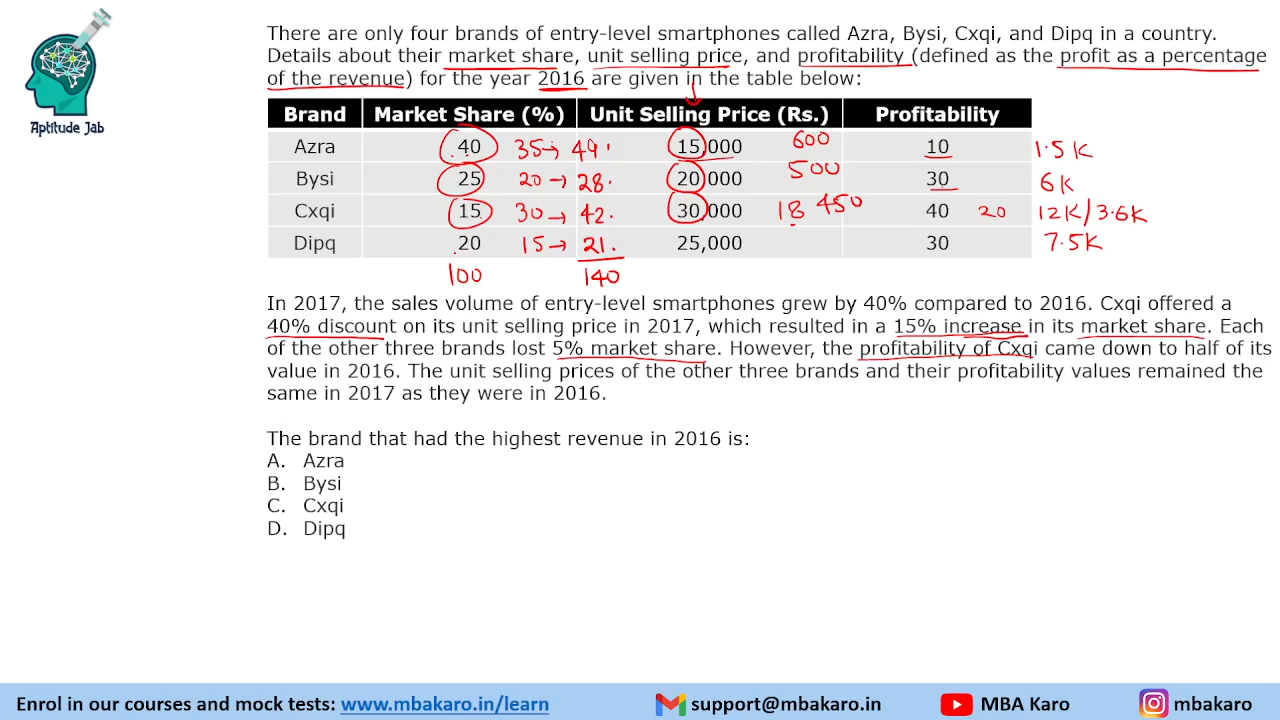 There are only four brands of entry-level smartphones called Azra, Bysi, Cxqi, and Dipq in a country.
Details about their market share, unit selling price, and profitability (defined as the profit as a percentage
of the revenue) for the year 2016 are given in the table below:
Aptitude Jab
Brand Market Share (%) Unit Selling Price (Rs.) Profitability
Azra 40 35 → 49 15,000 600 10 1.5K
Bysi 25 20 → 28 20,000 500 30 6K
Cxqi 15 30 → 42 30,000 18 450 40 20 12K/3.6K
Dipq 20 15 → 21 25,000 30 7.5K
100 140
In 2017, the sales volume of entry-level smartphones grew by 40% compared to 2016. Cxqi offered a
40% discount on its unit selling price in 2017, which resulted in a 15% increase in its market share. Each
of the other three brands lost 5% market share. However, the profitability of Cxqi came down to half of its
value in 2016. The unit selling prices of the other three brands and their profitability values remained the
same in 2017 as they were in 2016.
The brand that had the highest revenue in 2016 is:
A. Azra
B. Bysi
C. Cxqi
D. Dipq
Enrol in our courses and mock tests: www.mbakaro.in/learn support@mbakaro.in MBA Karo mbakaro